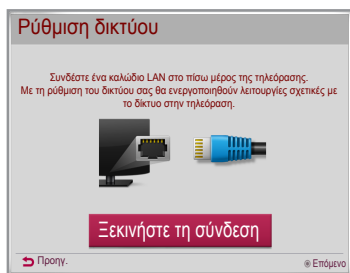 Ρύθμιση δικτύου
Συνδέστε ένα καλώδιο LAN στο πίσω μέρος της τηλεόρασης.
Με τη ρύθμιση του δικτύου σας θα ενεργοποιηθούν λειτουργίες σχετικές με
το δίκτυο στην τηλεόραση.
Ξεκινήστε τη σύνδεση
Προηγ.
Επόμενο